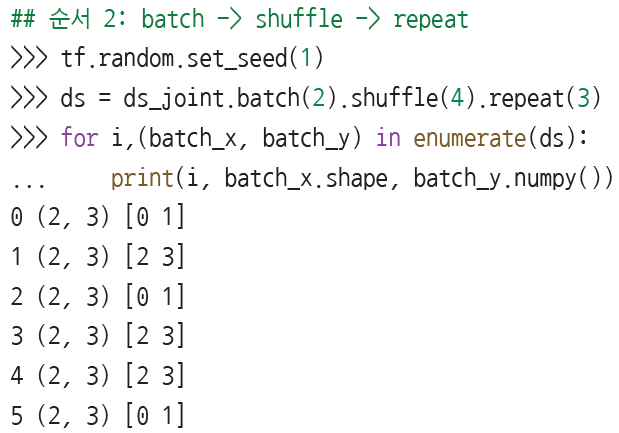 ## 순서 2: batch -> shuffle -> repeat
>>> tf.random.set_seed(1)
>>> ds = ds_joint.batch(2).shuffle(4).repeat(3)
>>> for i,(batch_x, batch_y) in enumerate(ds):
...     print(i, batch_x.shape, batch_y.numpy())
0 (2, 3) [0 1]
1 (2, 3) [2 3]
2 (2, 3) [0 1]
3 (2, 3) [2 3]
4 (2, 3) [2 3]
5 (2, 3) [0 1]